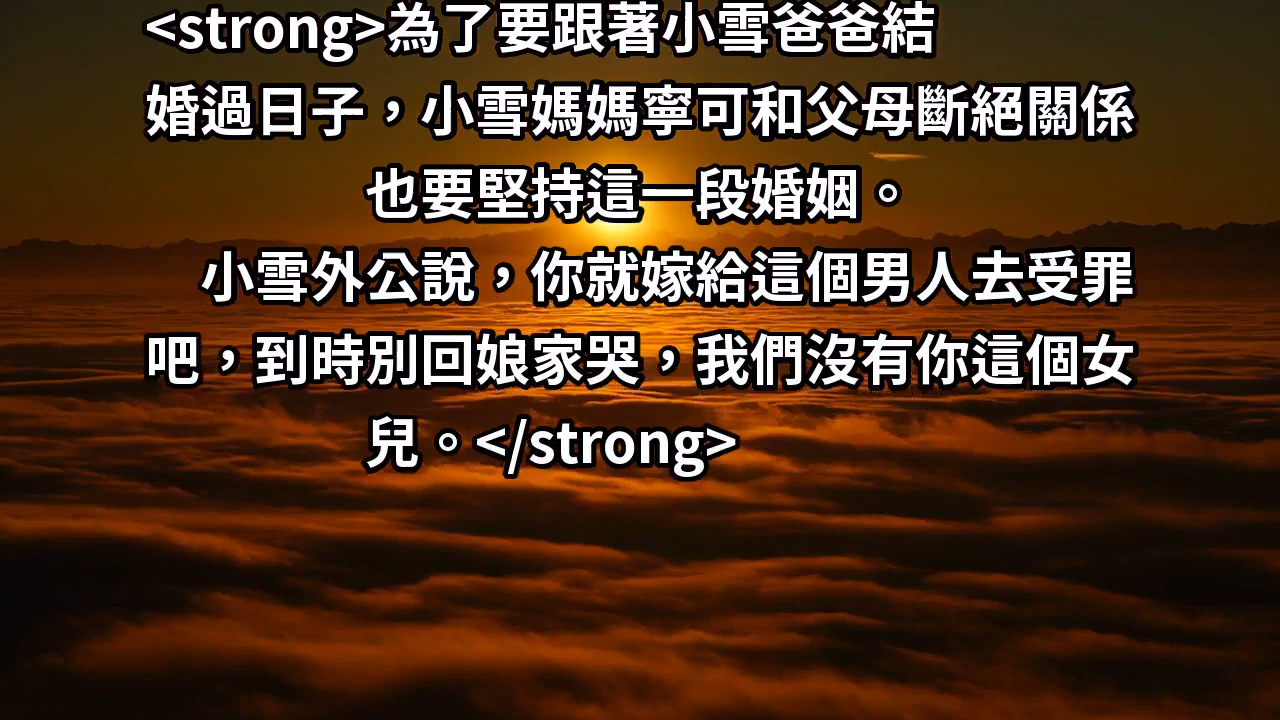 <strong>為了要跟著小雪爸爸結
婚過日子，小雪媽媽寧可和父母斷絕關係
也要堅持這一段婚姻。
小雪外公說，你就嫁給這個男人去受罪
吧，到時別回娘家哭，我們沒有你這個女
兒。</strong>